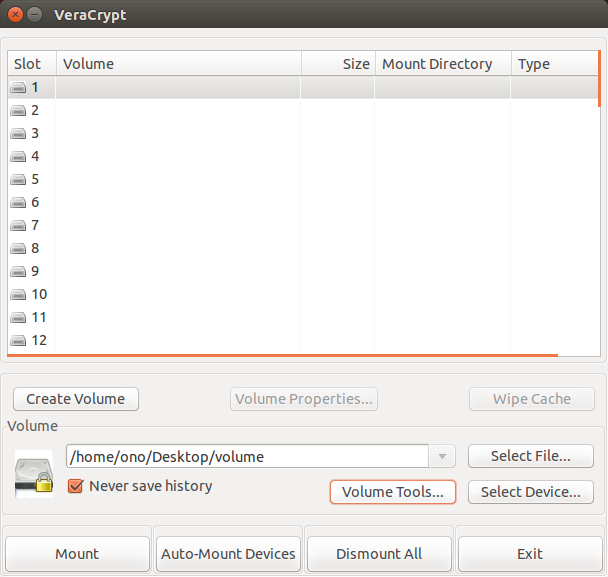 VeraCrypt
Slot Volume Size Mount Directory Type
1
2
3
4
5
6
7
8
9
10
11
12
Create Volume Volume Properties... Wipe Cache
Volume
/home/ono/Desktop/volume Select File...
Never save history Volume Tools... Select Device...
Mount Auto-Mount Devices Dismount All Exit